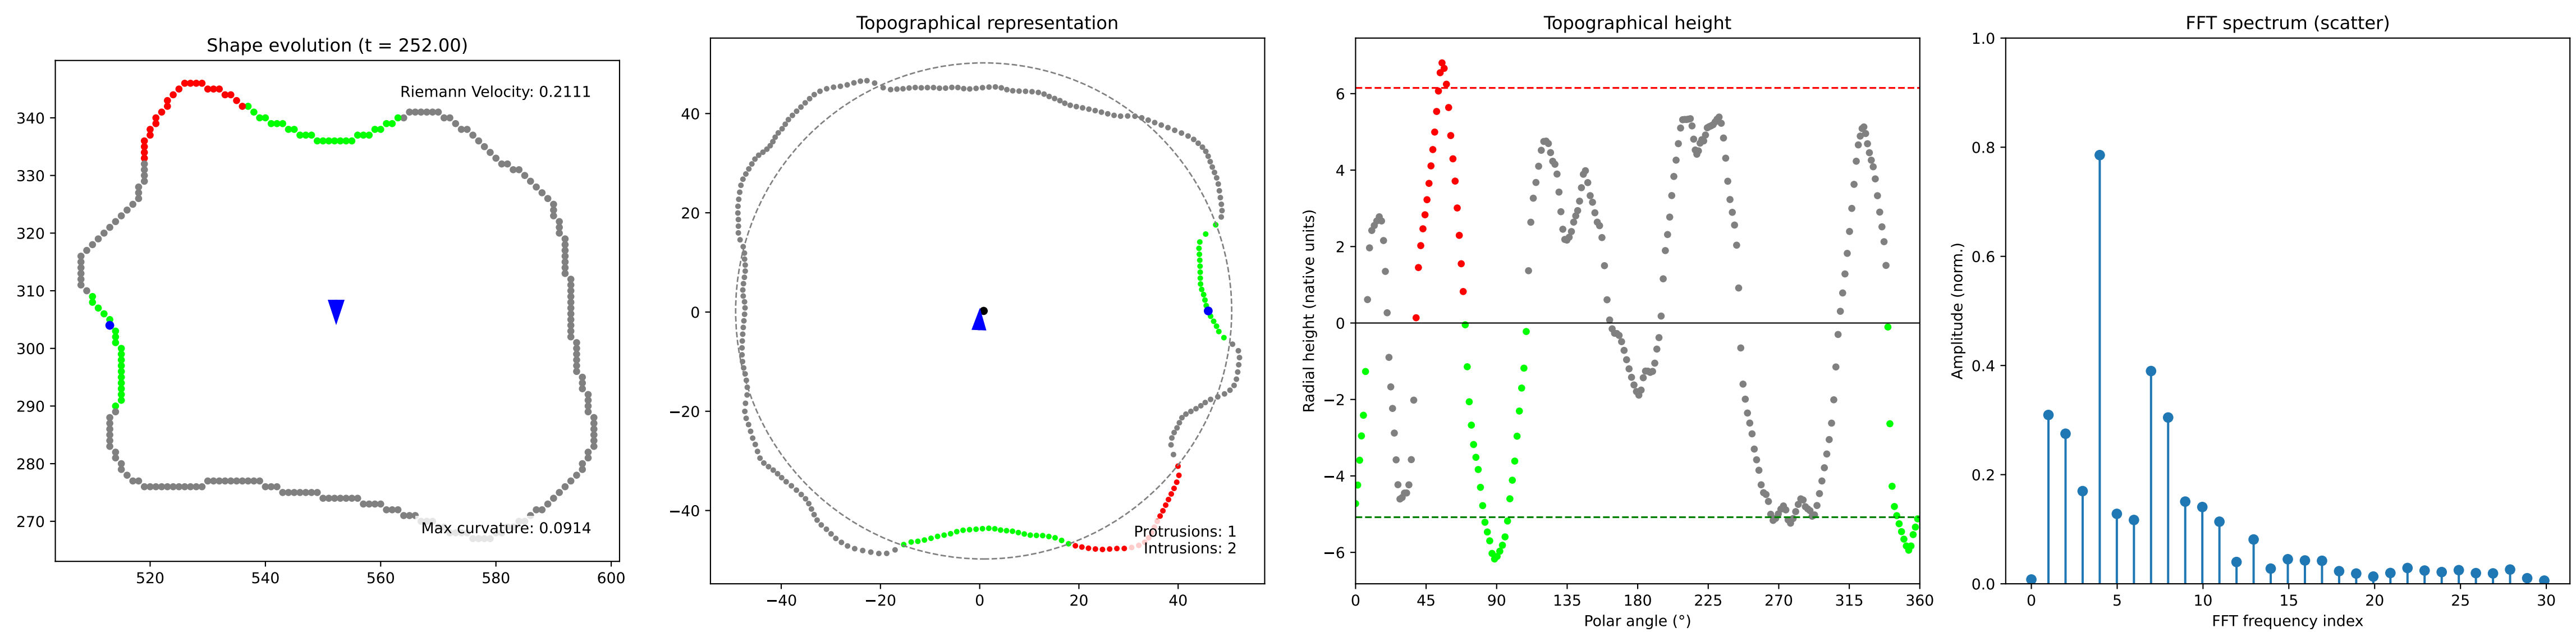 Shape evolution (t = 252.00)
Riemann Velocity: 0.2111
Max curvature: 0.0914
340
330
320
310
300
290
280
270
520 540 560 580 600
Topographical representation
Protrusions: 1
Intrusions: 2
40
20
0
−20
−40
−40 −20 0 20 40
Topographical height
Radial height (native units)
6
4
2
0
−2
−4
−6
0 45 90 135 180 225 270 315 360
Polar angle (°)
FFT spectrum (scatter)
Amplitude (norm.)
1.0
0.8
0.6
0.4
0.2
0.0
0 5 10 15 20 25 30
FFT frequency index